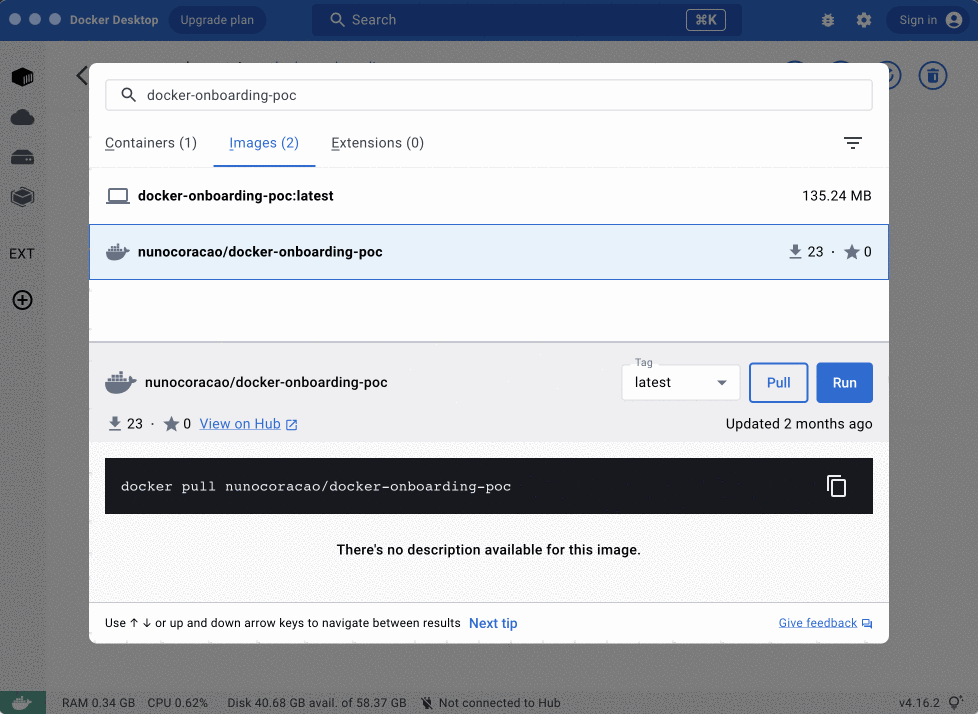 Docker Desktop Upgrade plan Search ⌘K Sign in
docker-onboarding-poc
Containers (1) Images (2) Extensions (0)
docker-onboarding-poc:latest 135.24 MB
EXT
nunocoracao/docker-onboarding-poc 23 · 0
Tag
nunocoracao/docker-onboarding-poc latest Pull Run
23 · 0 View on Hub Updated 2 months ago
docker pull nunocoracao/docker-onboarding-poc
There's no description available for this image.
Use ↑ ↓ or up and down arrow keys to navigate between results Next tip Give feedback
RAM 0.34 GB CPU 0.62% Disk 40.68 GB avail. of 58.37 GB Not connected to Hub v4.16.2